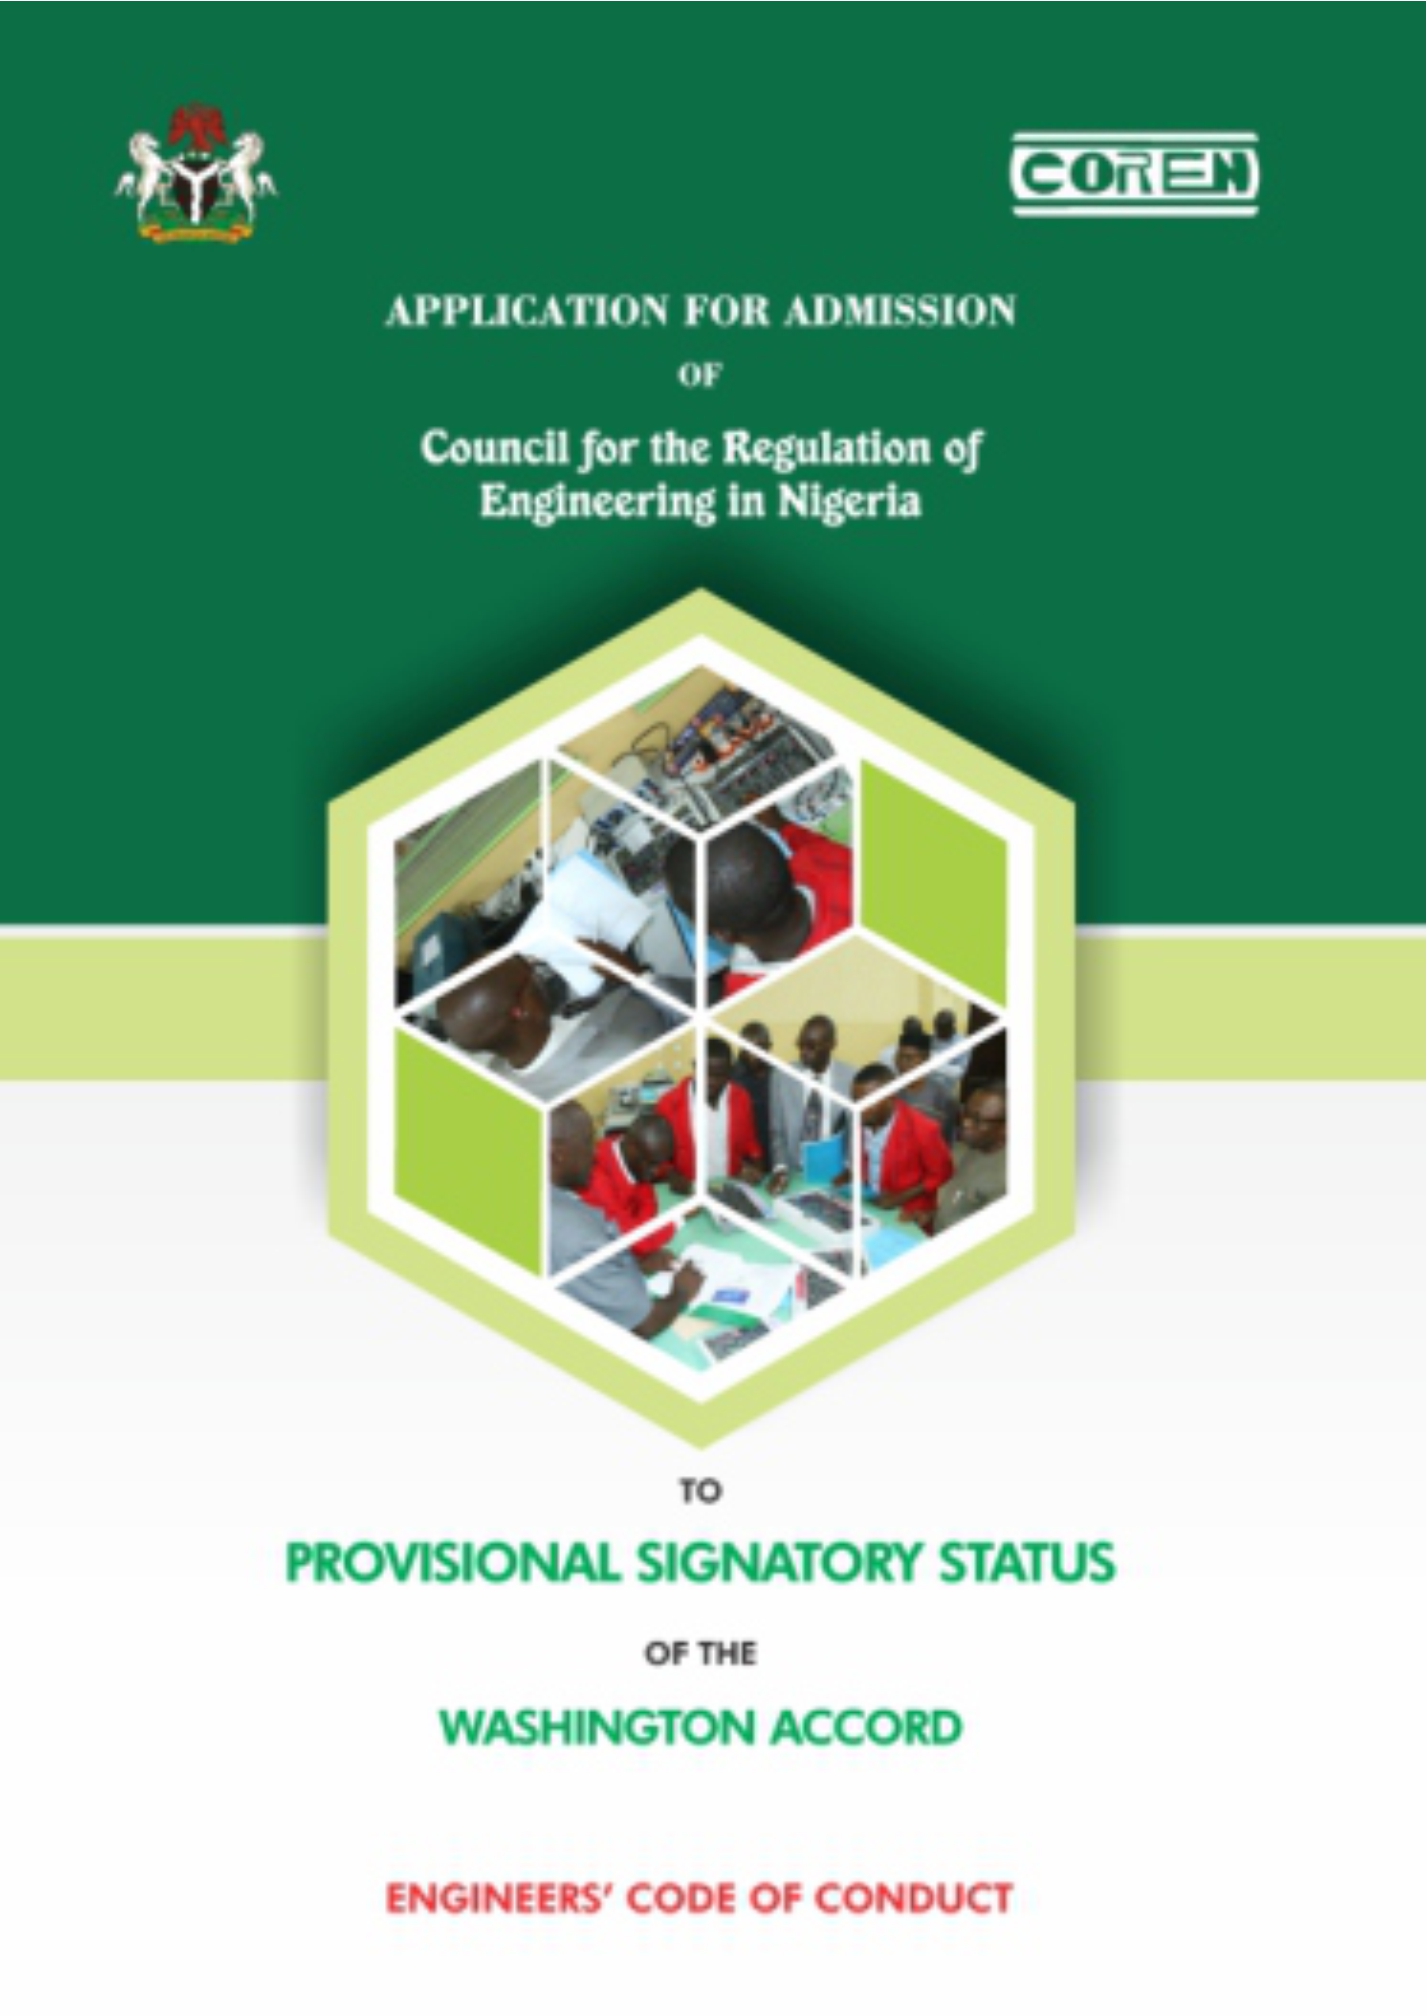 COREN
APPLICATION FOR ADMISSION
OF
Council for the Regulation of
Engineering in Nigeria
TO
PROVISIONAL SIGNATORY STATUS
OF THE
WASHINGTON ACCORD
ENGINEERS’ CODE OF CONDUCT